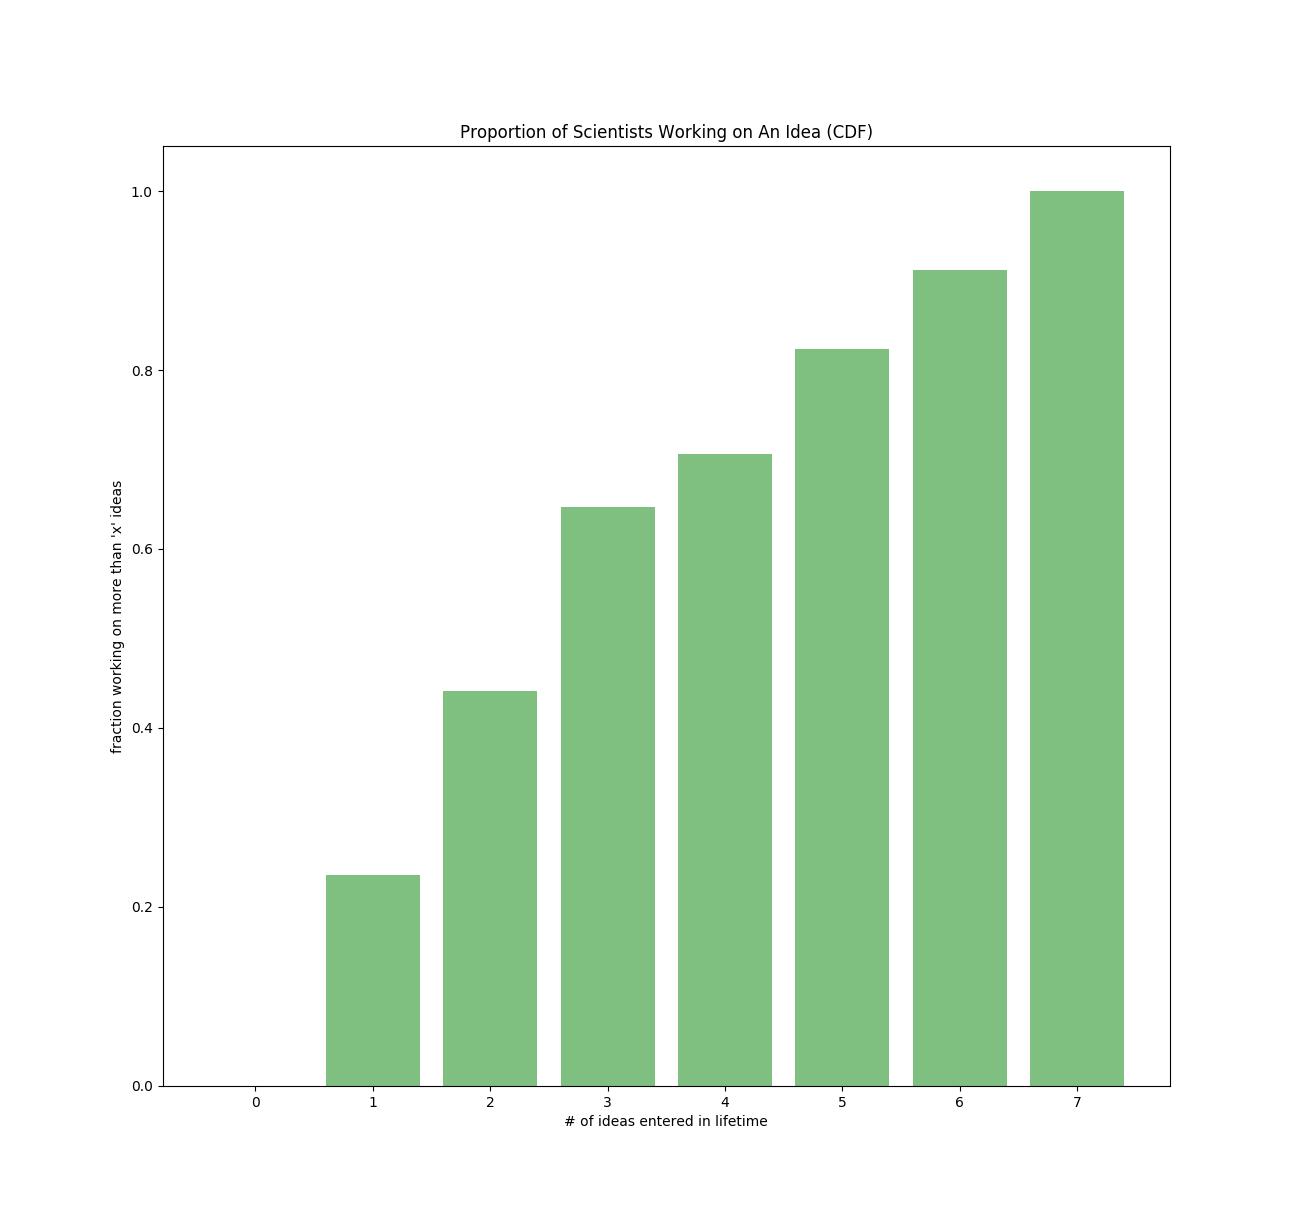 Proportion of Scientists Working on An Idea (CDF)
1.0
0.8
0.6
0.4
0.2
0.0
fraction working on more than 'x' ideas
0 1 2 3 4 5 6 7
# of ideas entered in lifetime